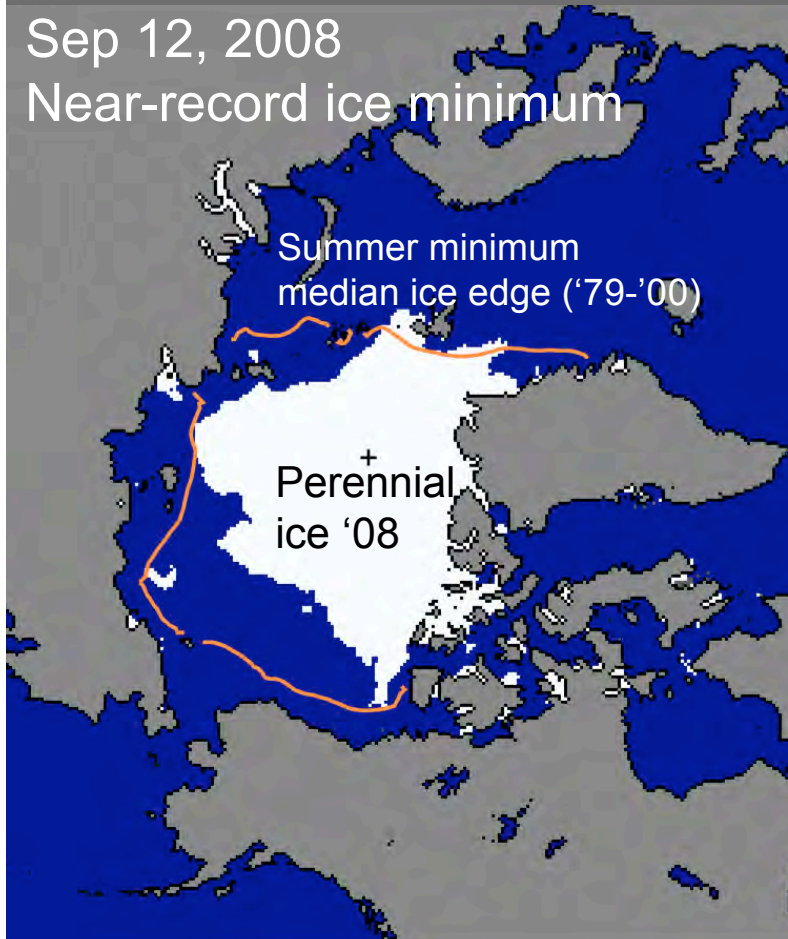 Sep 12, 2008
Near-record ice minimum
Summer minimum
median ice edge (‘79-’00)
Perennial
ice ‘08